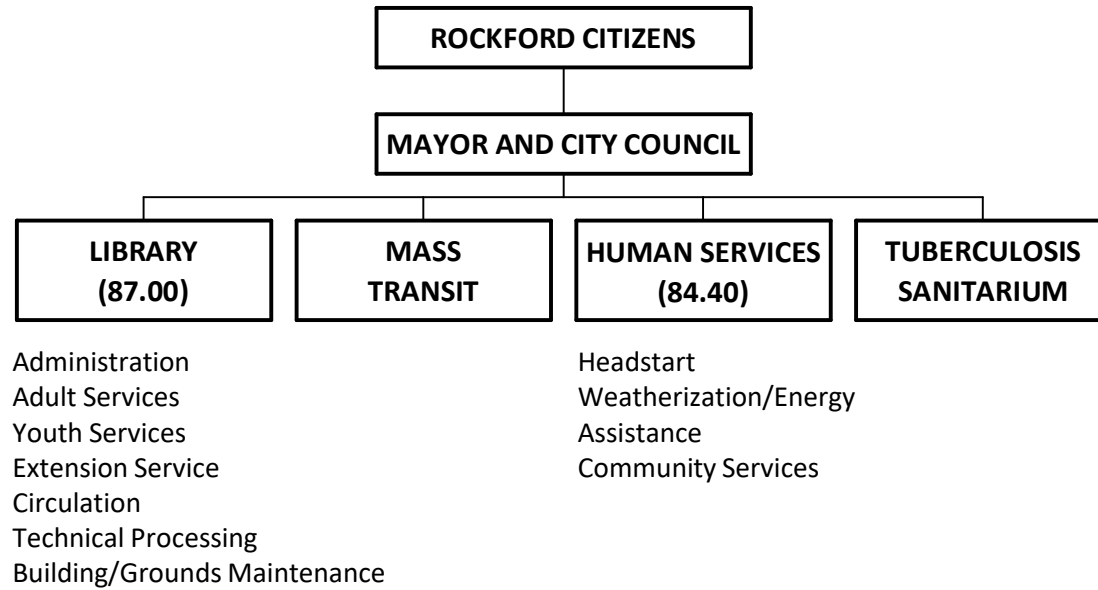 ROCKFORD CITIZENS
MAYOR AND CITY COUNCIL
LIBRARY
(87.00)
MASS
TRANSIT
HUMAN SERVICES
(84.40)
TUBERCULOSIS
SANITARIUM
Administration
Adult Services
Youth Services
Extension Service
Circulation
Technical Processing
Building/Grounds Maintenance
Headstart
Weatherization/Energy
Assistance
Community Services